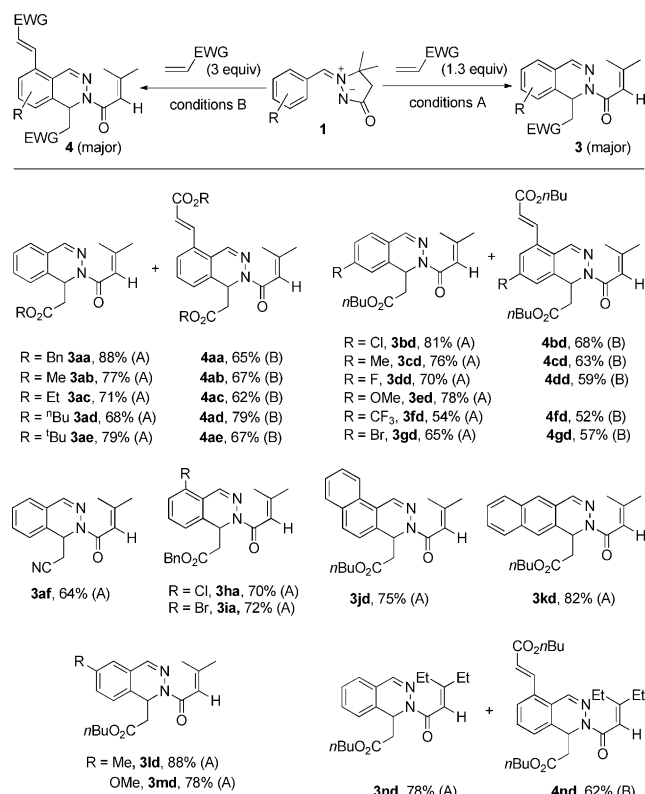 EWG
EWG
(3 equiv)
conditions B
EWG
(1.3 equiv)
conditions A
N
N
R
O
H
EWG
4 (major)
N
+
N
−
R
O
1
N
N
R
O
H
EWG
3 (major)
N
N
O
H
RO2C
+
CO2R
N
N
O
H
RO2C
R = Bn 3aa, 88% (A) 4aa, 65% (B)
R = Me 3ab, 77% (A) 4ab, 67% (B)
R = Et 3ac, 71% (A) 4ac, 62% (B)
R = nBu 3ad, 68% (A) 4ad, 79% (B)
R = tBu 3ae, 79% (A) 4ae, 67% (B)
R
N
N
O
H
nBuO2C
+
CO2nBu
R
N
N
O
H
nBuO2C
R = Cl, 3bd, 81% (A) 4bd, 68% (B)
R = Me, 3cd, 76% (A) 4cd, 63% (B)
R = F, 3dd, 70% (A) 4dd, 59% (B)
R = OMe, 3ed, 78% (A)
R = CF3, 3fd, 54% (A) 4fd, 52% (B)
R = Br, 3gd, 65% (A) 4gd, 57% (B)
N
N
O
H
NC
3af, 64% (A)
R
N
N
O
H
BnO2C
R = Cl, 3ha, 70% (A)
R = Br, 3ia, 72% (A)
N
N
O
H
nBuO2C
3jd, 75% (A)
N
N
O
H
nBuO2C
3kd, 82% (A)
R
N
N
O
H
nBuO2C
R = Me, 3ld, 88% (A)
OMe, 3md, 78% (A)
N
N
Et
Et
O
H
nBuO2C
3nd, 78% (A)
+
CO2nBu
N
N
Et
Et
O
H
nBuO2C
4nd, 62% (B)